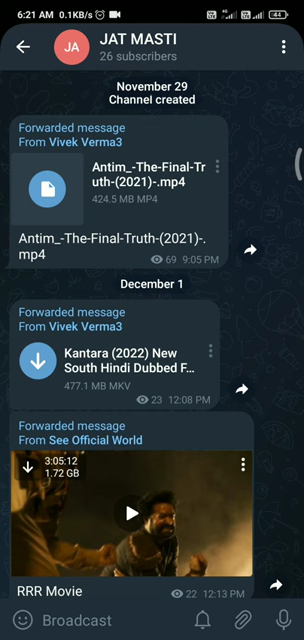 6:21 AM 0.1KB/s
44
JA
JAT MASTI
26 subscribers
November 29
Channel created
Forwarded message
From Vivek Verma3
Antim_-The-Final-Tr
uth-(2021)-.mp4
424.5 MB MP4
Antim_-The-Final-Truth-(2021)-.
mp4
69 9:05 PM
December 1
Forwarded message
From Vivek Verma3
Kantara (2022) New
South Hindi Dubbed F...
477.1 MB MKV
23 12:08 PM
Forwarded message
From See Official World
3:05:12
1.72 GB
RRR Movie
22 12:13 PM
Broadcast